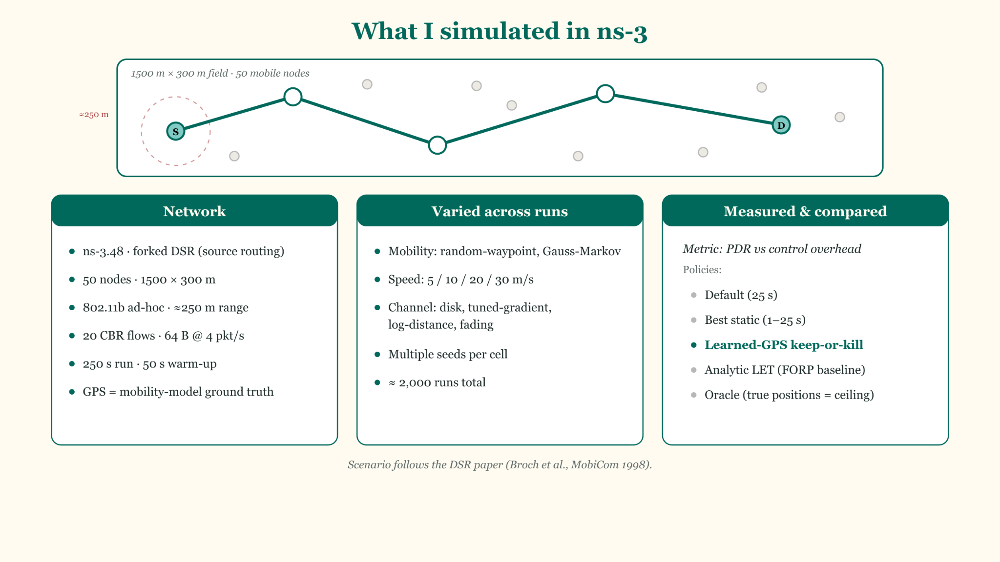 What I simulated in ns-3
1500 m × 300 m field · 50 mobile nodes
≈250 m
S
D
Network
ns-3.48 · forked DSR (source routing)
50 nodes · 1500 × 300 m
802.11b ad-hoc · ≈250 m range
20 CBR flows · 64 B @ 4 pkt/s
250 s run · 50 s warm-up
GPS = mobility-model ground truth
Varied across runs
Mobility: random-waypoint, Gauss-Markov
Speed: 5 / 10 / 20 / 30 m/s
Channel: disk, tuned-gradient,
log-distance, fading
Multiple seeds per cell
≈ 2,000 runs total
Measured & compared
Metric: PDR vs control overhead
Policies:
Default (25 s)
Best static (1–25 s)
Learned-GPS keep-or-kill
Analytic LET (FORP baseline)
Oracle (true positions = ceiling)
Scenario follows the DSR paper (Broch et al., MobiCom 1998).